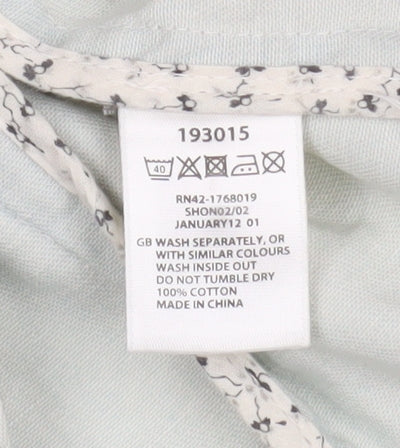 193015
40
RN42-1768019
SHON02/02
JANUARY12 01
GB WASH SEPARATELY, OR
WITH SIMILAR COLOURS
WASH INSIDE OUT
DO NOT TUMBLE DRY
100% COTTON
MADE IN CHINA